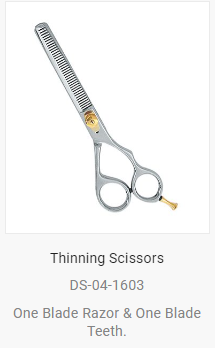 Thinning Scissors
DS-04-1603
One Blade Razor & One Blade
Teeth.